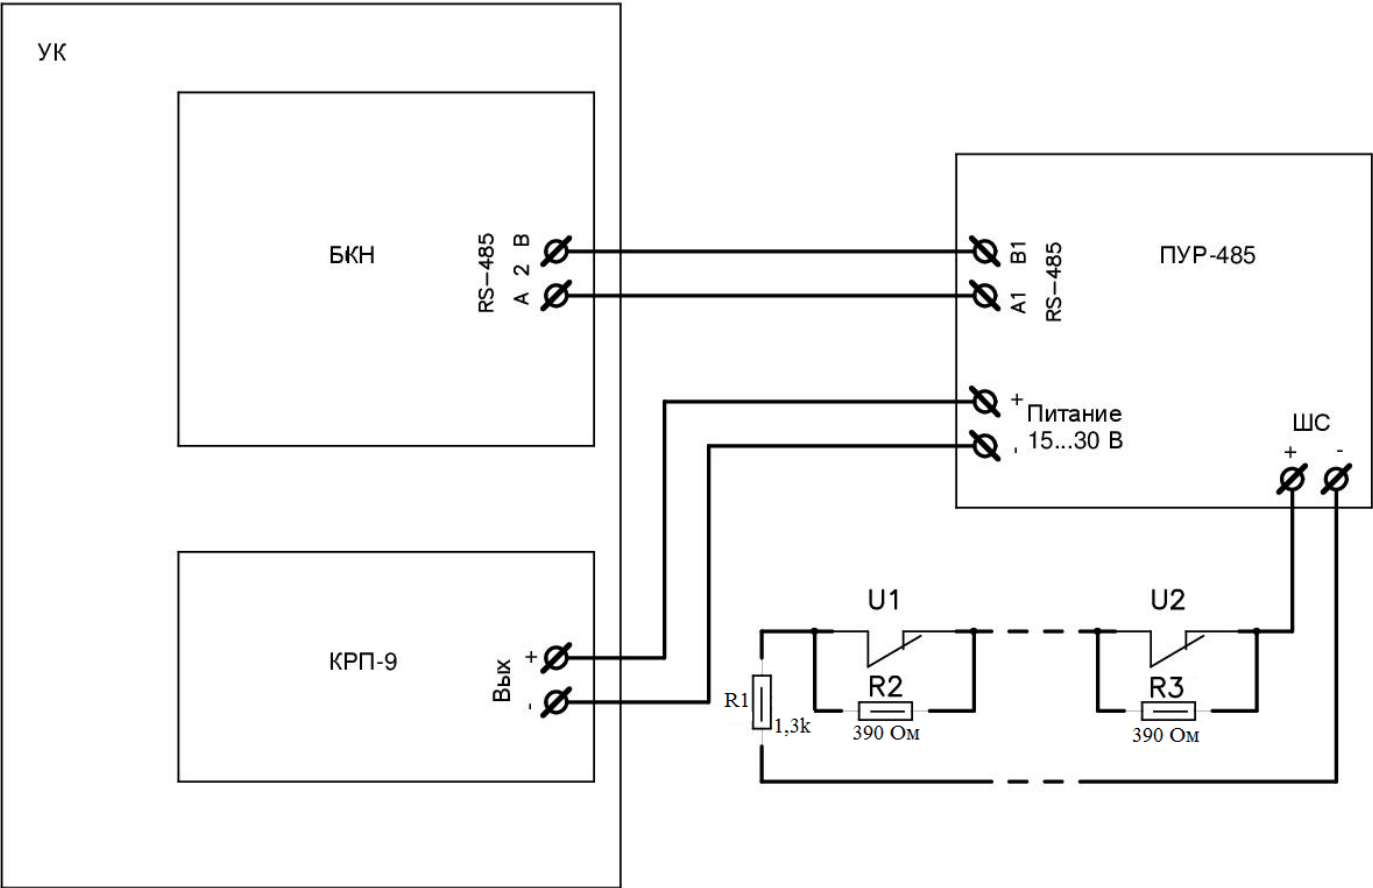 УК
БКН
RS-485
A 2 B
B1
A1
RS-485
ПУР-485
+
-
Питание
15...30 В
ШС
+ -
КРП-9
Вых
+
-
U1
U2
R1
1,3k
R2
390 Ом
R3
390 Ом